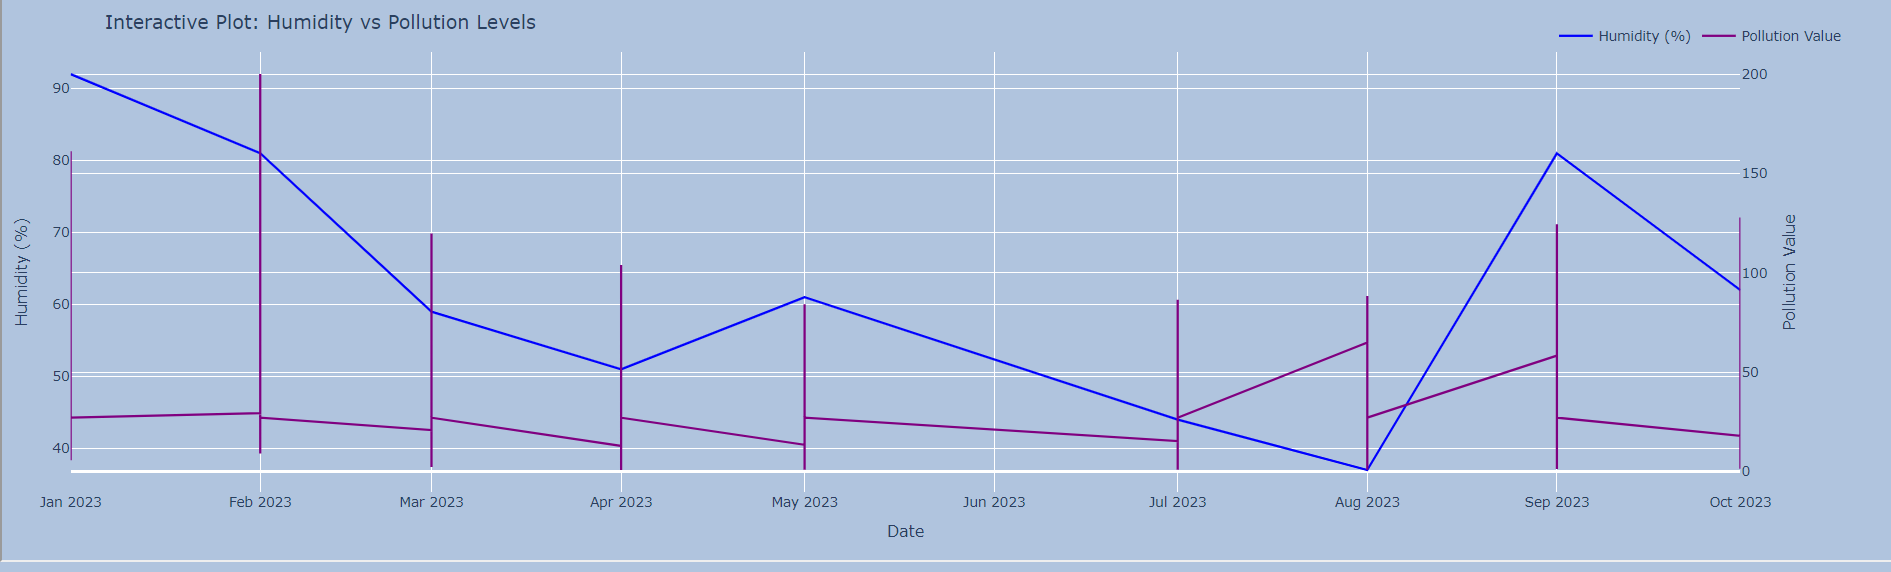 Interactive Plot: Humidity vs Pollution Levels
Humidity (%)
Pollution Value
90
80
70
60
50
40
Humidity (%)
200
150
100
50
0
Pollution Value
Jan 2023
Feb 2023
Mar 2023
Apr 2023
May 2023
Jun 2023
Jul 2023
Aug 2023
Sep 2023
Oct 2023
Date